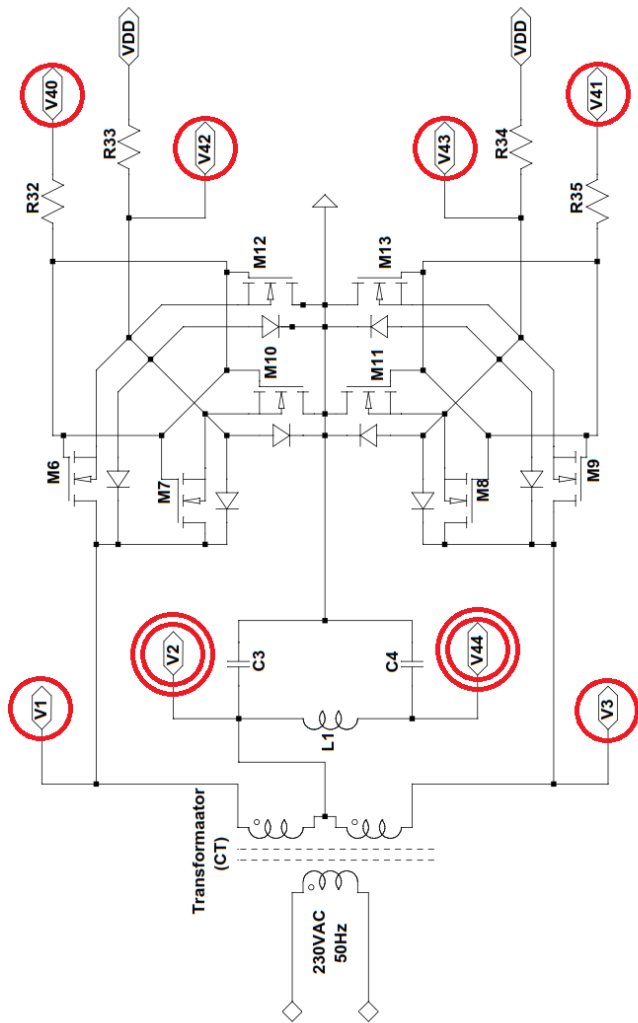 V1
M6
R32
V40
R33
VDD
V2
M7
V42
Transformaator
(CT)
C3
M10
M12
230VAC
50Hz
L1
C4
M11
M13
V43
V44
M8
R34
VDD
R35
V3
M9
V41